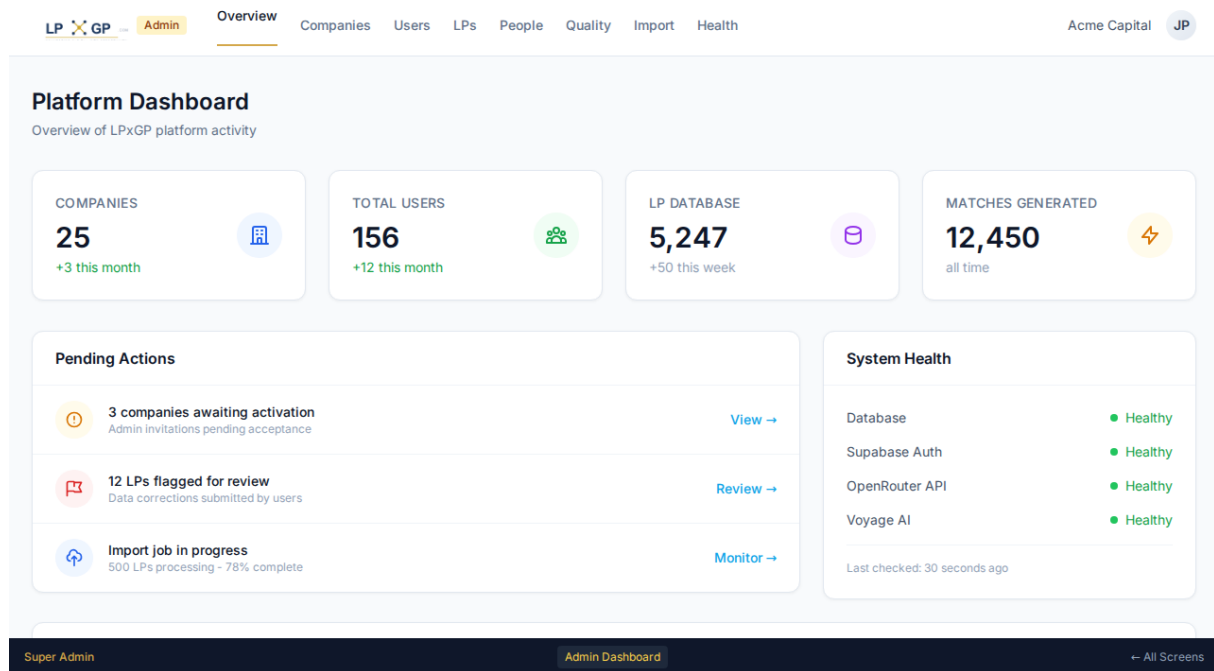 LP GP Admin Overview Companies Users LPs People Quality Import Health Acme Capital JP
Platform Dashboard
Overview of LPxGP platform activity
COMPANIES
25
+3 this month
TOTAL USERS
156
+12 this month
LP DATABASE
5,247
+50 this week
MATCHES GENERATED
12,450
all time
Pending Actions
3 companies awaiting activation
Admin invitations pending acceptance
View →
12 LPs flagged for review
Data corrections submitted by users
Review →
Import job in progress
500 LPs processing - 78% complete
Monitor →
System Health
Database Healthy
Supabase Auth Healthy
OpenRouter API Healthy
Voyage AI Healthy
Last checked: 30 seconds ago
Super Admin Admin Dashboard ← All Screens